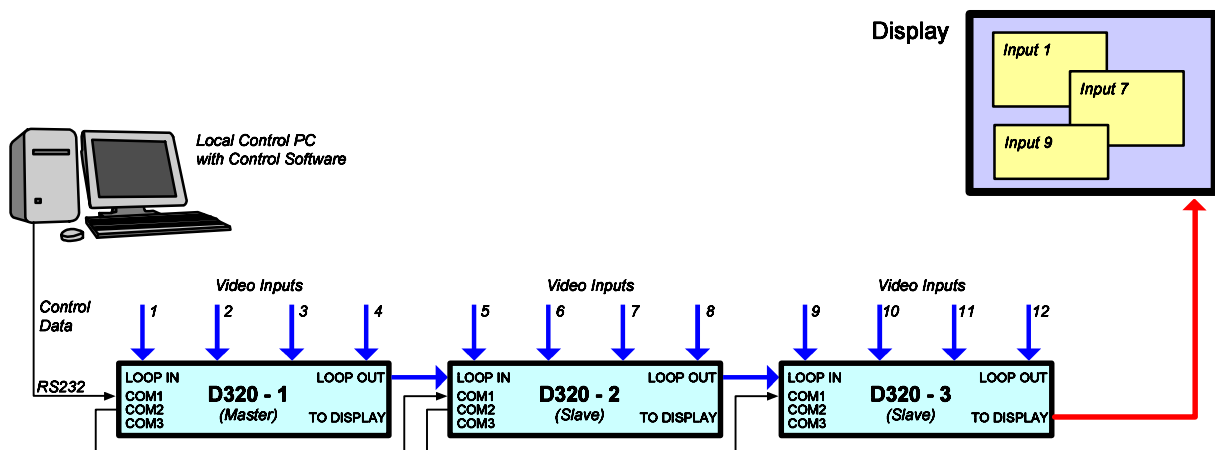 Display
Input 1
Input 7
Input 9
Local Control PC
with Control Software
Control
Data
RS232
Video Inputs
1 2 3 4
LOOP IN LOOP OUT
D320 - 1
(Master)
COM1
COM2
COM3
TO DISPLAY
Video Inputs
5 6 7 8
LOOP IN LOOP OUT
D320 - 2
(Slave)
COM1
COM2
COM3
TO DISPLAY
Video Inputs
9 10 11 12
LOOP IN LOOP OUT
D320 - 3
(Slave)
COM1
COM2
COM3
TO DISPLAY